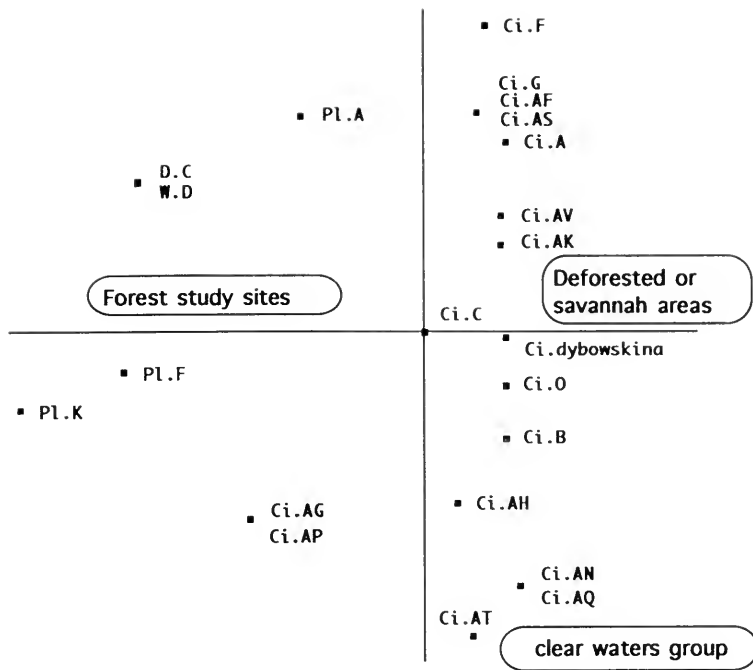 Ci.F
Ci.G
Ci.AF
Ci.AS
Pl.A
Ci.A
D.C
W.D
Ci.AV
Ci.AK
Forest study sites
Deforested or
savannah areas
Ci.C
Ci.dybowskina
Pl.F
Ci.O
Pl.K
Ci.B
Ci.AH
Ci.AG
Ci.AP
Ci.AN
Ci.AQ
Ci.AT
clear waters group